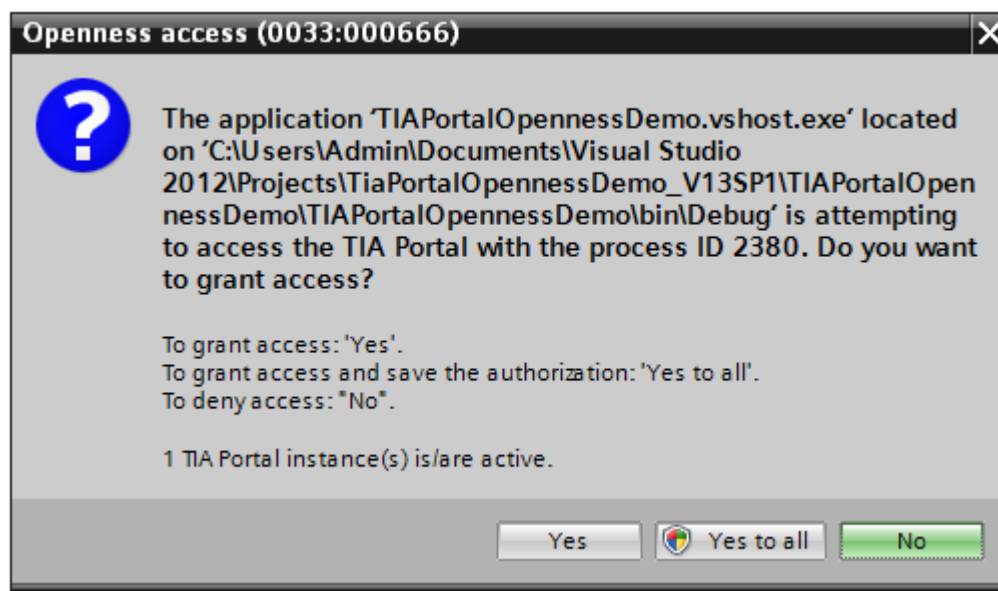 Openness access (0033:000666)
The application ‘TIAPortalOpennessDemo.vshost.exe’ located
on ‘C:\Users\Admin\Documents\Visual Studio
2012\Projects\TiaPortalOpennessDemo_V13SP1\TIAPortalOpen
nessDemo\TIAPortalOpennessDemo\bin\Debug’ is attempting
to access the TIA Portal with the process ID 2380. Do you want
to grant access?
To grant access: 'Yes'.
To grant access and save the authorization: 'Yes to all'.
To deny access: "No".
1 TIA Portal instance(s) is/are active.
Yes
Yes to all
No